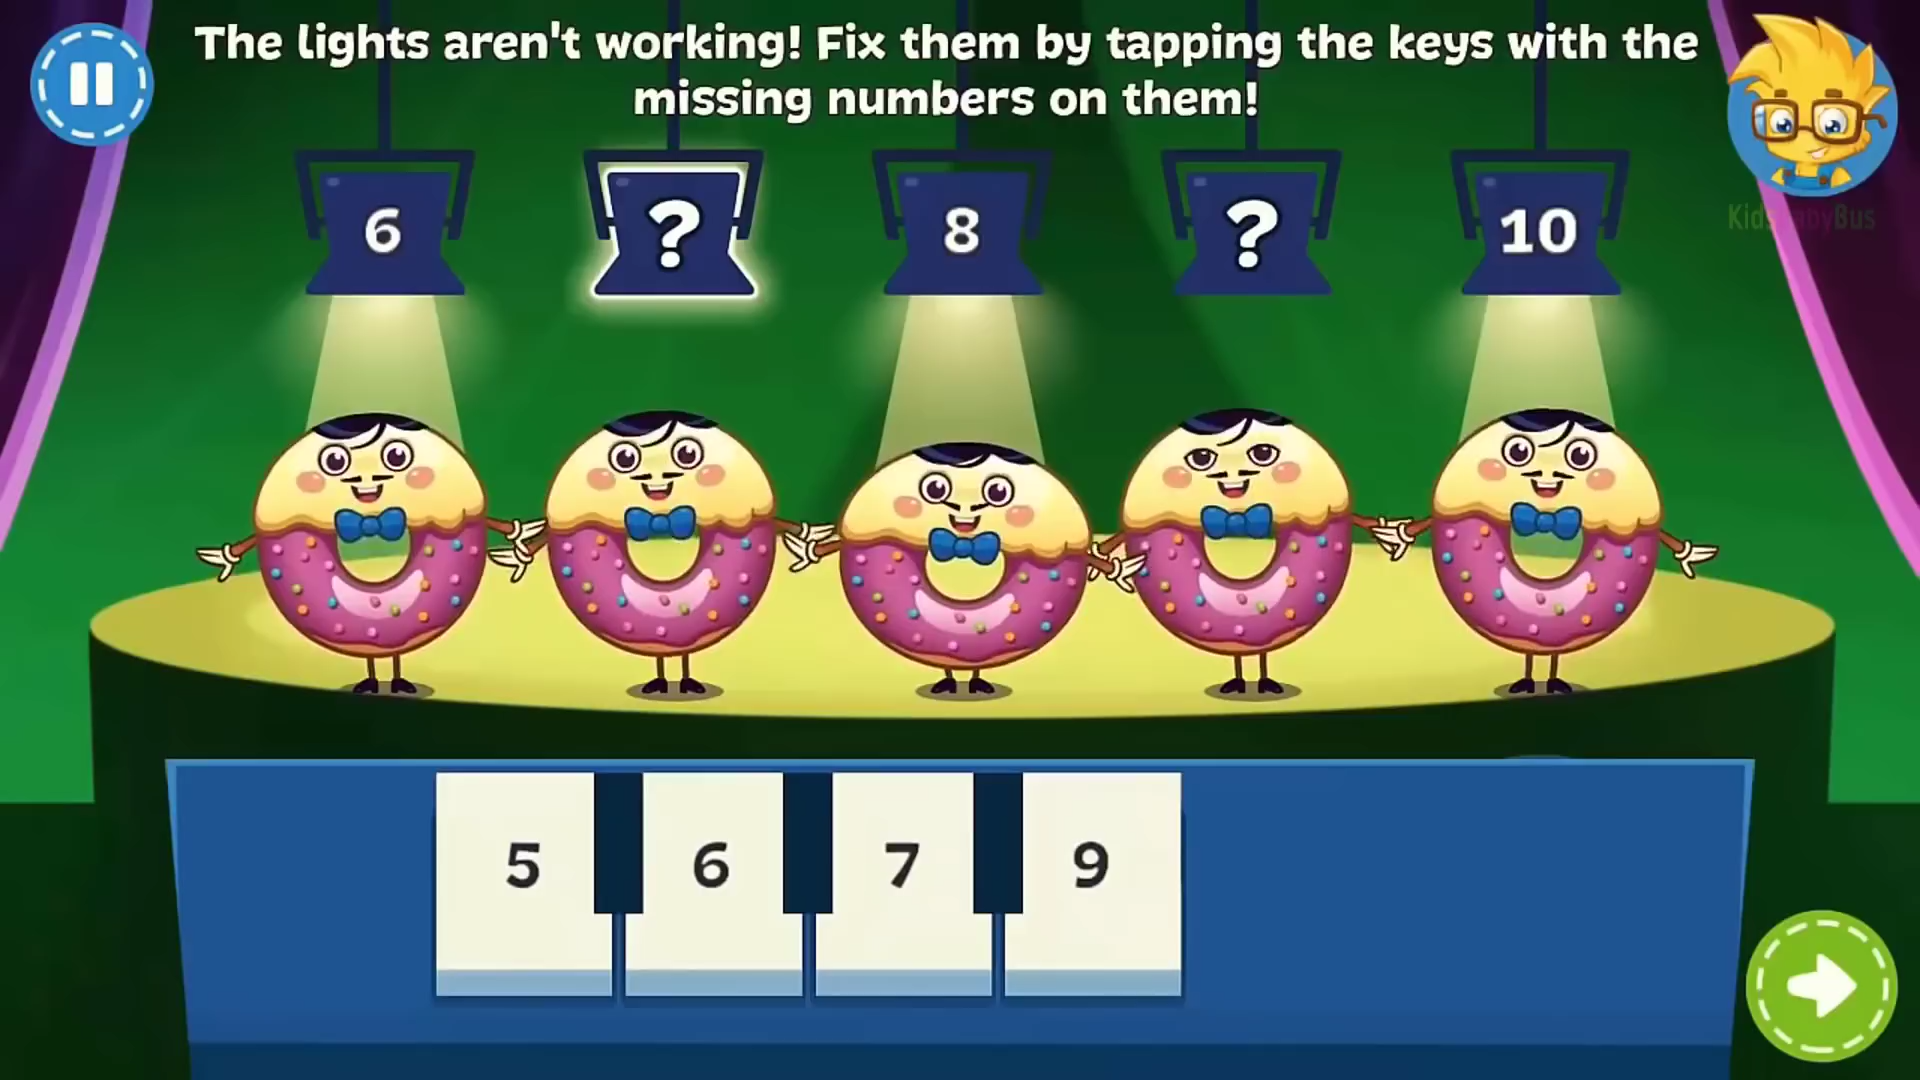 The lights aren't working! Fix them by tapping the keys with the
missing numbers on them!
6 ? 8 ? 10
KidsBabyBus
5 6 7 9